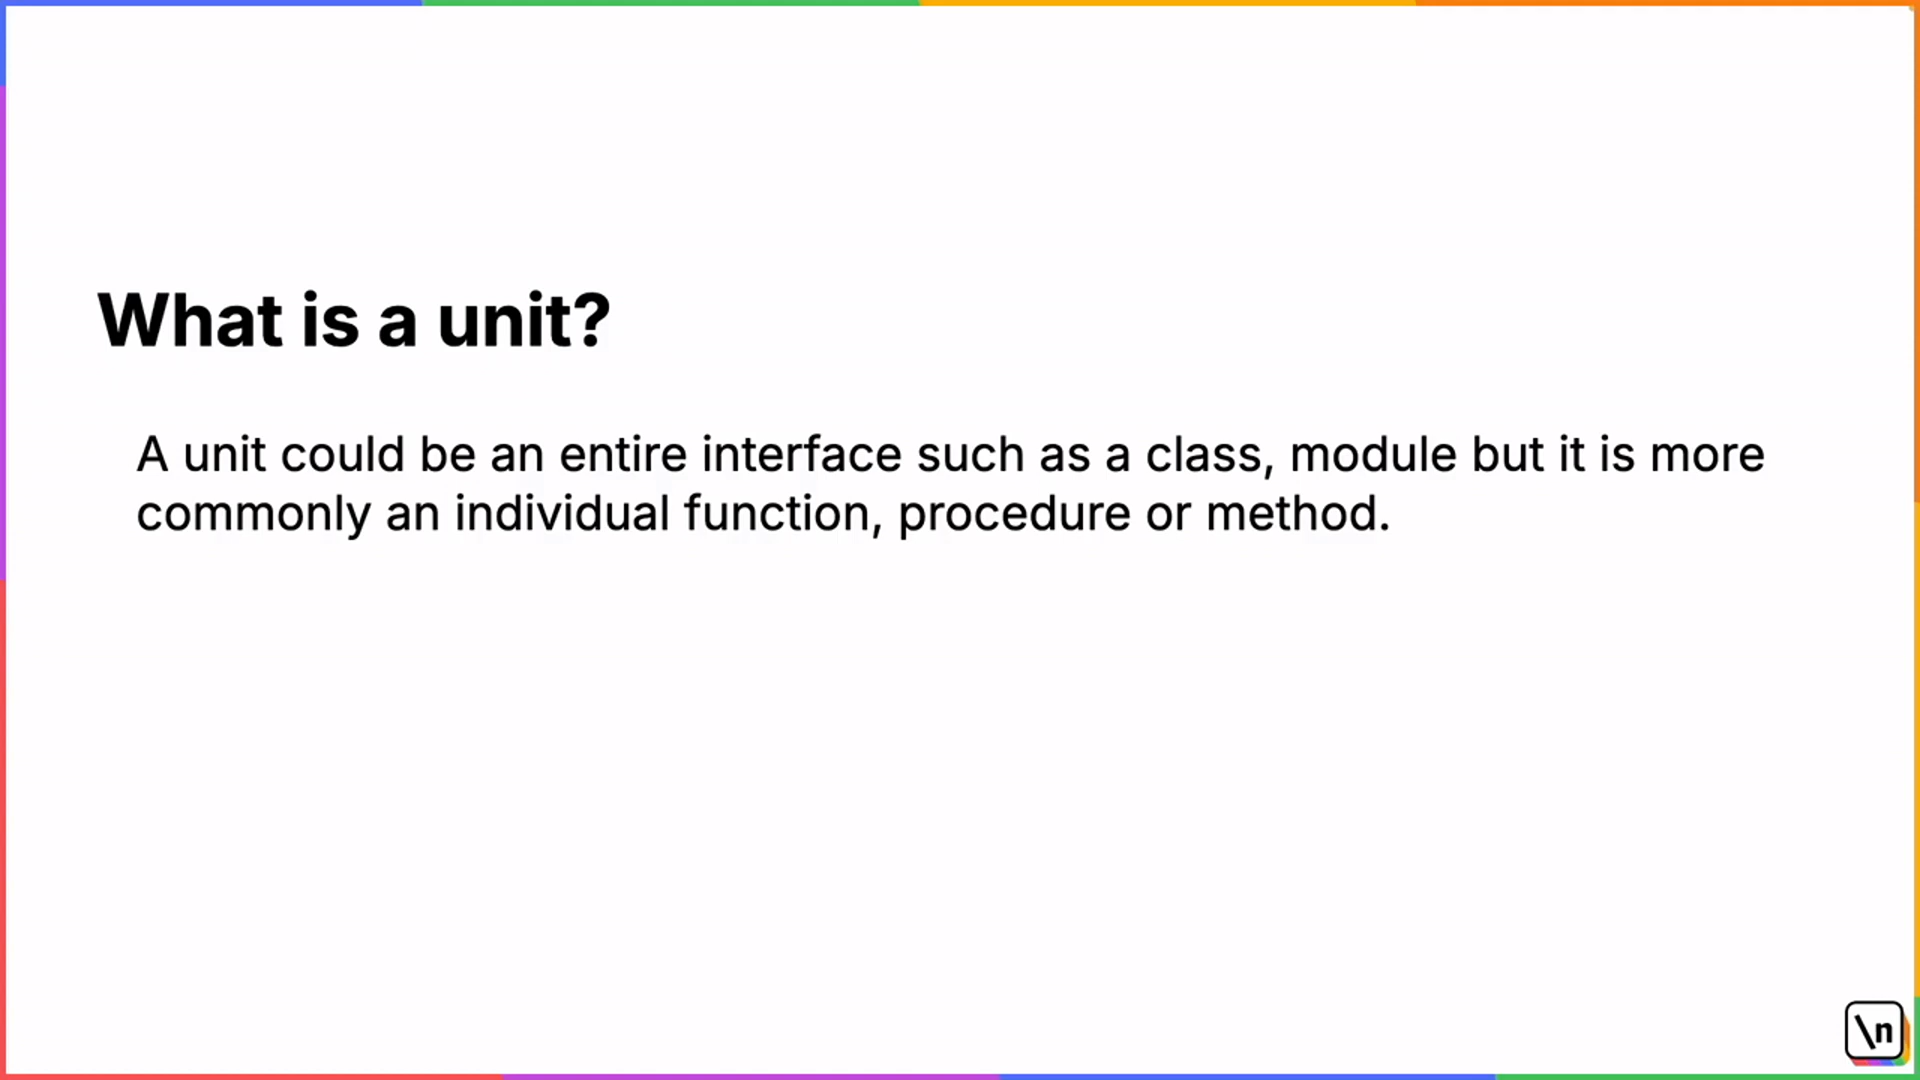 What is a unit?
A unit could be an entire interface such as a class, module but it is more
commonly an individual function, procedure or method.
\n